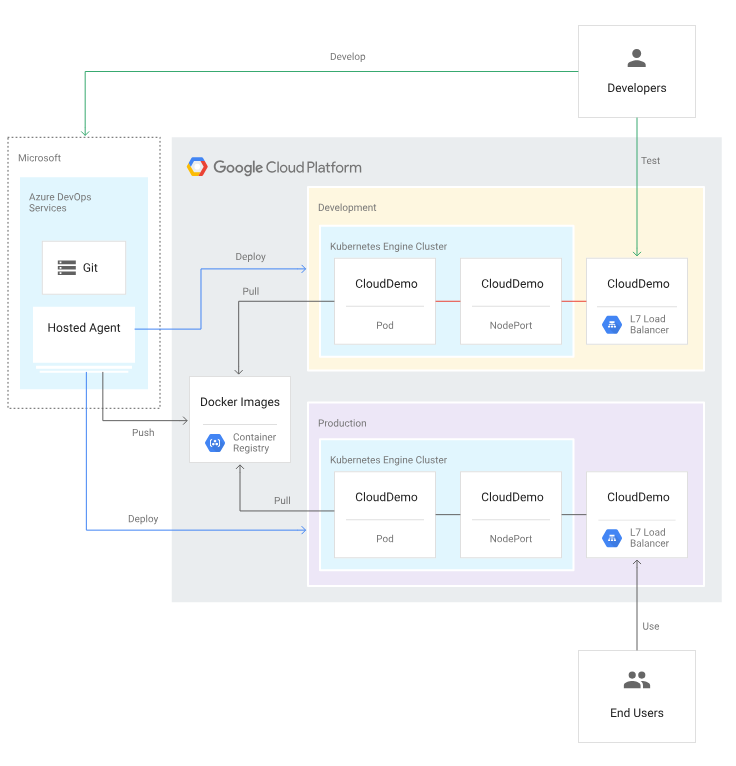 Develop
Developers
Test
Microsoft
Azure DevOps
Services
Git
Hosted Agent
Google Cloud Platform
Development
Kubernetes Engine Cluster
CloudDemo
Pod
CloudDemo
NodePort
CloudDemo
L7 Load
Balancer
Deploy
Pull
Docker Images
Container
Registry
Push
Production
Kubernetes Engine Cluster
CloudDemo
Pod
CloudDemo
NodePort
CloudDemo
L7 Load
Balancer
Pull
Deploy
Use
End Users